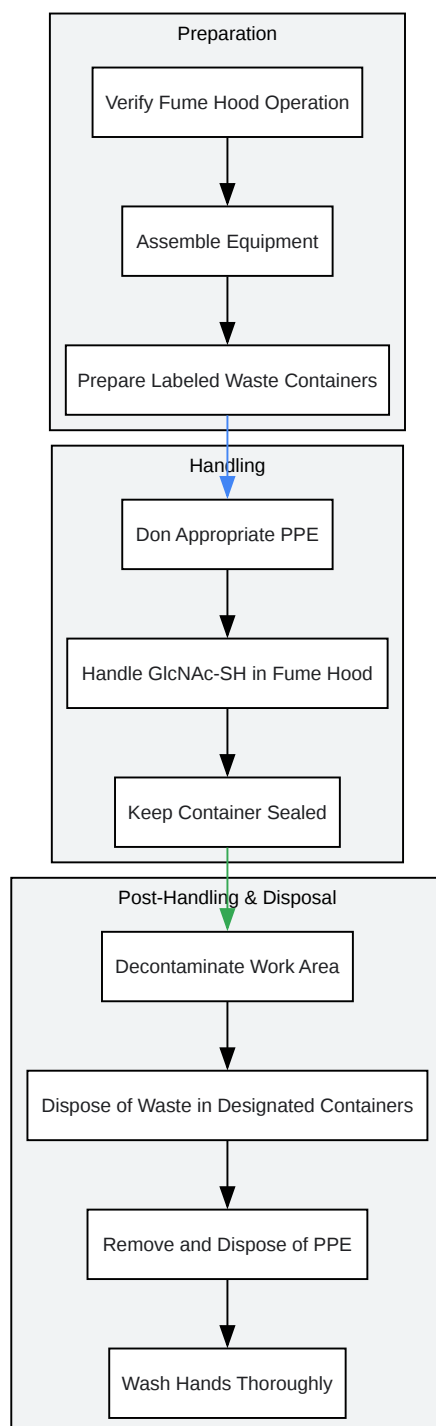 Preparation
Verify Fume Hood Operation
Assemble Equipment
Prepare Labeled Waste Containers
Handling
Don Appropriate PPE
Handle GlcNAc-SH in Fume Hood
Keep Container Sealed
Post-Handling & Disposal
Decontaminate Work Area
Dispose of Waste in Designated Containers
Remove and Dispose of PPE
Wash Hands Thoroughly